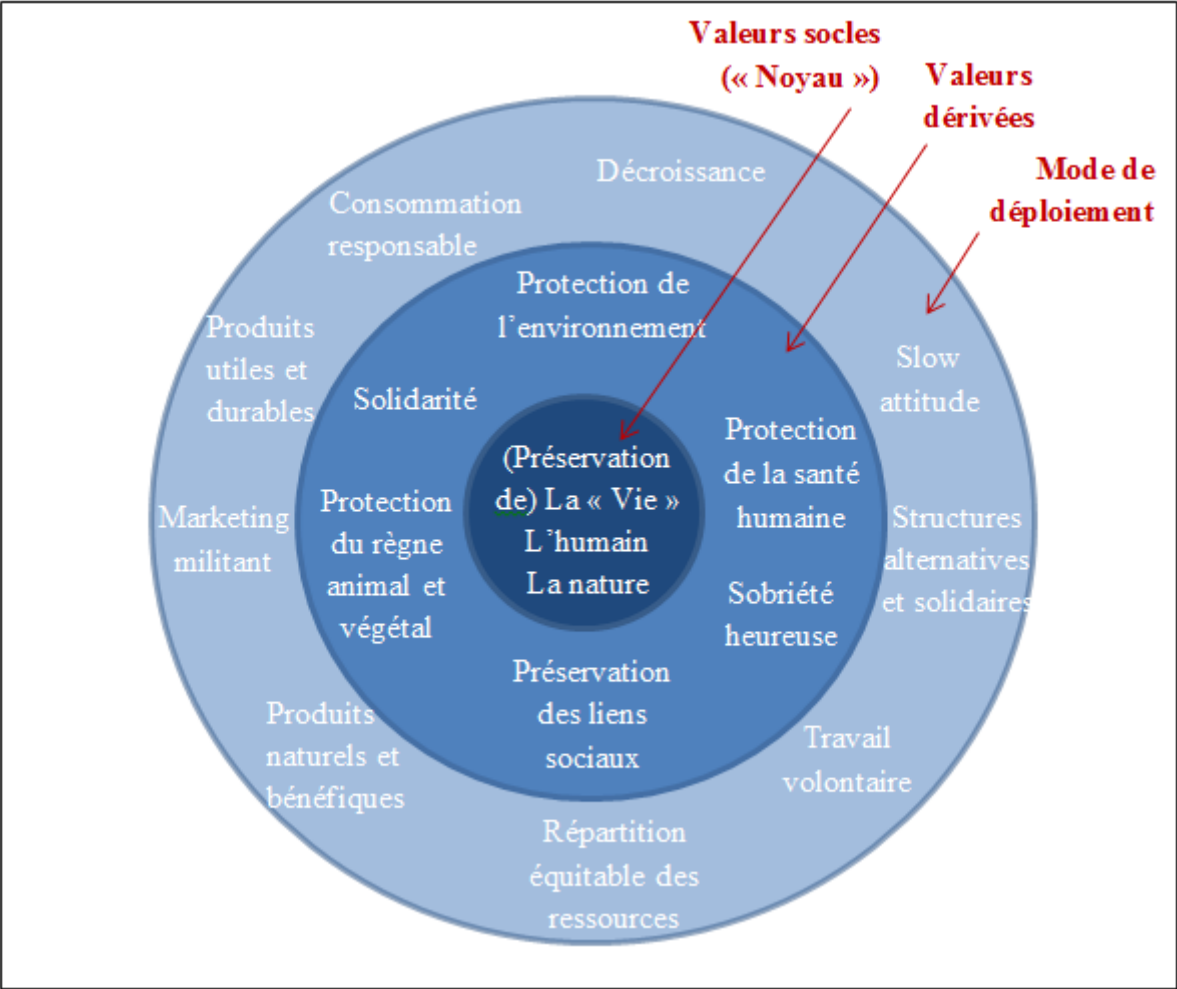 Valeurs socles
(« Noyau »)
Valeurs
dérivées
Mode de
déploiement
Décroissance
Consommation
responsable
Produits
utiles et
durables
Marketing
militant
Produits
naturels et
bénéfiques
Répartition
équitable des
ressources
Travail
volontaire
Structures
alternatives
et solidaires
Slow
attitude
Protection de
l'environnement
Solidarité
Protection
du règne
animal et
végétal
Préservation
des liens
sociaux
Sobriété
heureuse
Protection
de la santé
humaine
(Préservation
de) La « Vie »
L'humain
La nature